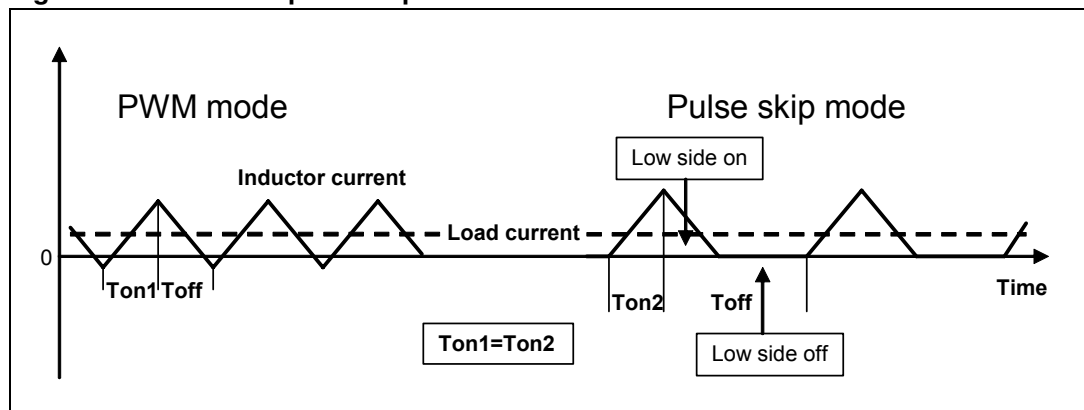 PWM mode
Pulse skip mode
Low side on
Inductor current
Load current
0
Ton1 Toff
Ton2
Toff
Time
Ton1=Ton2
Low side off